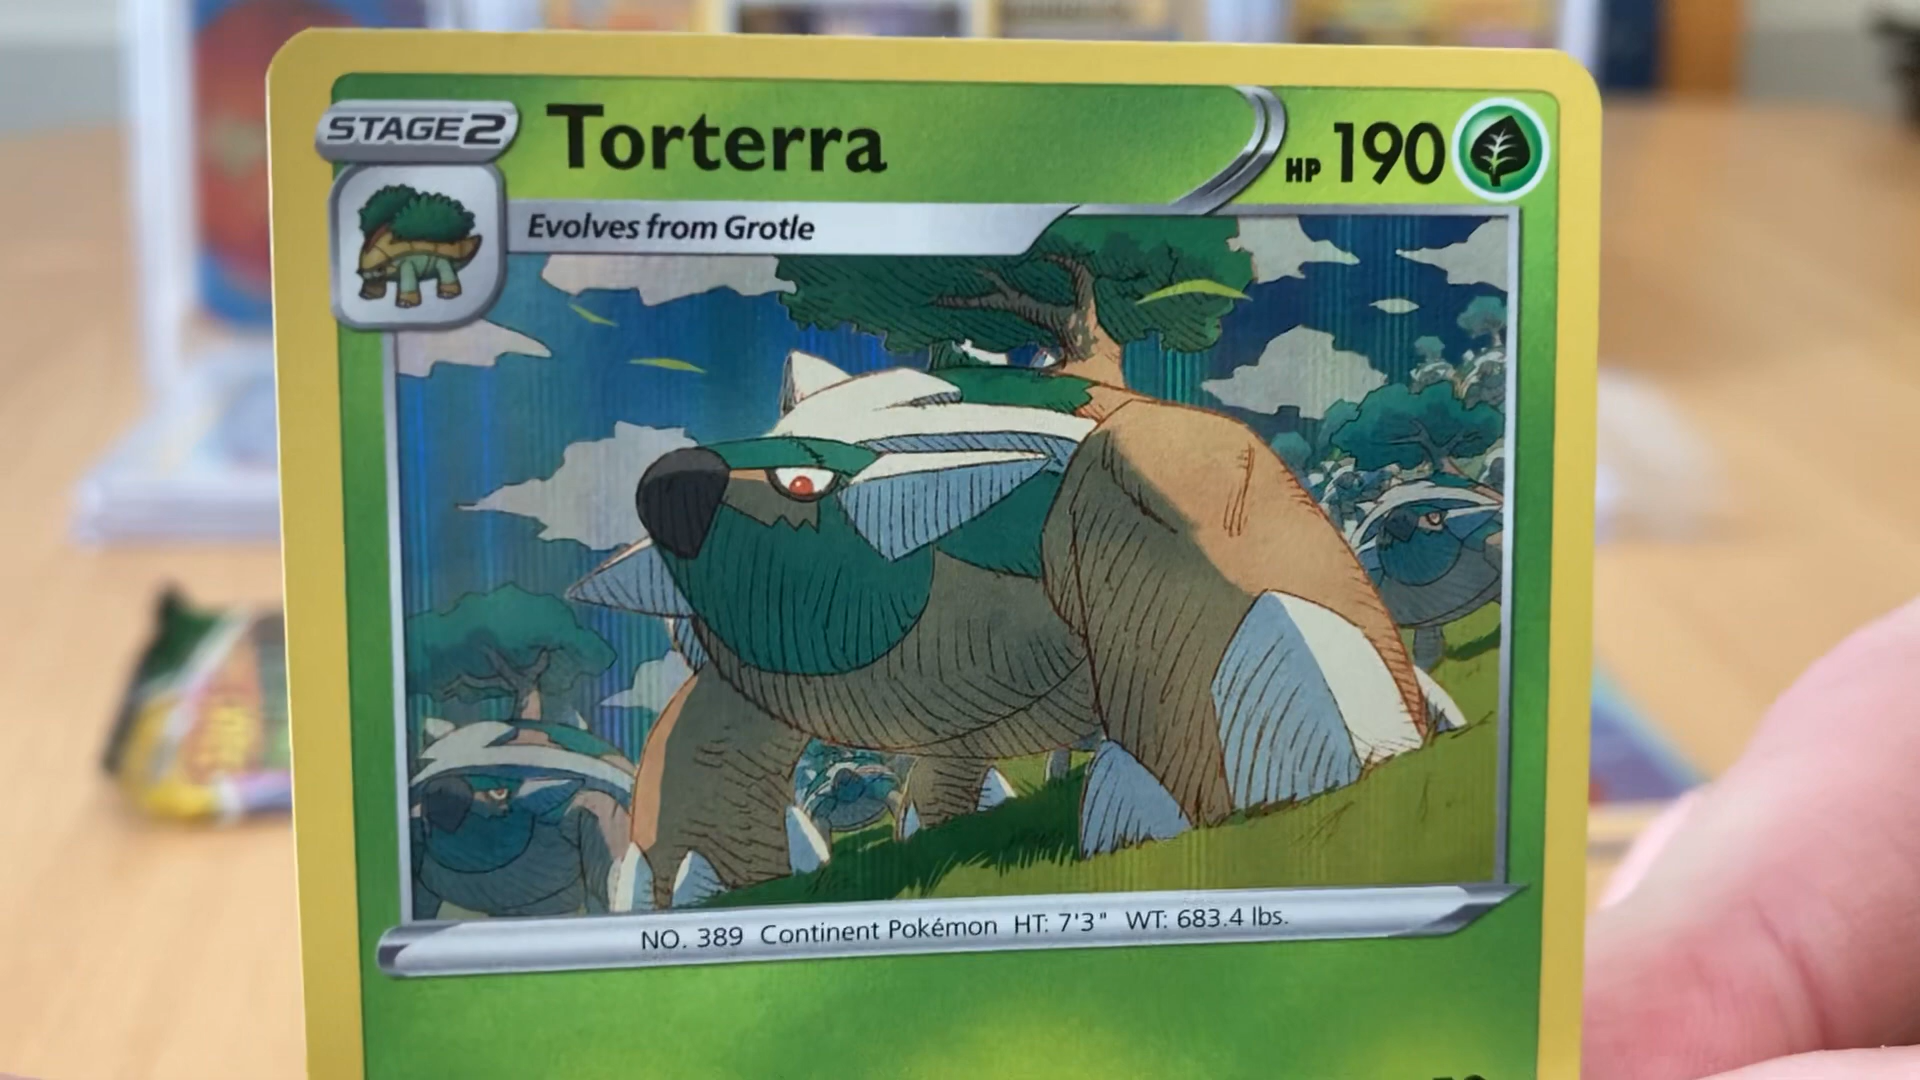 STAGE2
Torterra
HP 190
Evolves from Grotle
NO. 389 Continent Pokémon HT: 7'3" WT: 683.4 lbs.